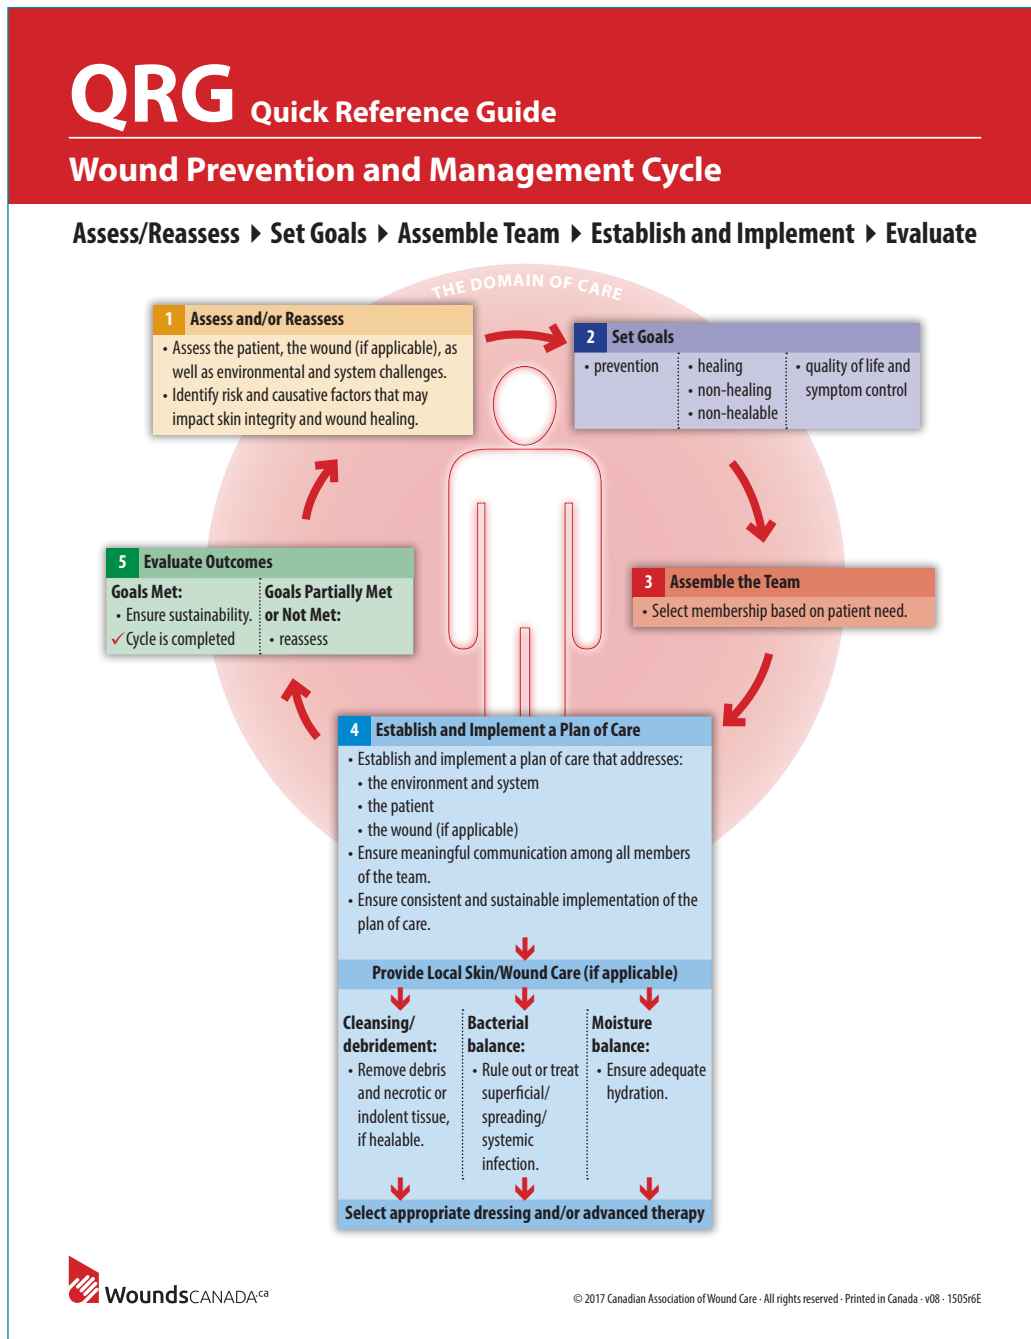 QRG Quick Reference Guide
Wound Prevention and Management Cycle
Assess/Reassess ▸ Set Goals ▸ Assemble Team ▸ Establish and Implement ▸ Evaluate
THE DOMAIN OF CARE
1 Assess and/or Reassess
• Assess the patient, the wound (if applicable), as
well as environmental and system challenges.
• Identify risk and causative factors that may
impact skin integrity and wound healing.
2 Set Goals
• prevention
• healing
• non-healing
• non-healable
• quality of life and
symptom control
3 Assemble the Team
• Select membership based on patient need.
4 Establish and Implement a Plan of Care
• Establish and implement a plan of care that addresses:
• the environment and system
• the patient
• the wound (if applicable)
• Ensure meaningful communication among all members
of the team.
• Ensure consistent and sustainable implementation of the
plan of care.
Provide Local Skin/Wound Care (if applicable)
Cleansing/
debridement:
• Remove debris
and necrotic or
indolent tissue,
if healable.
Bacterial
balance:
• Rule out or treat
superficial/
spreading/
systemic
infection.
Moisture
balance:
• Ensure adequate
hydration.
Select appropriate dressing and/or advanced therapy
5 Evaluate Outcomes
Goals Met:
• Ensure sustainability.
✓ Cycle is completed
Goals Partially Met
or Not Met:
• reassess
WoundsCANADA.ca
© 2017 Canadian Association of Wound Care · All rights reserved · Printed in Canada · v08 · 1505r6E